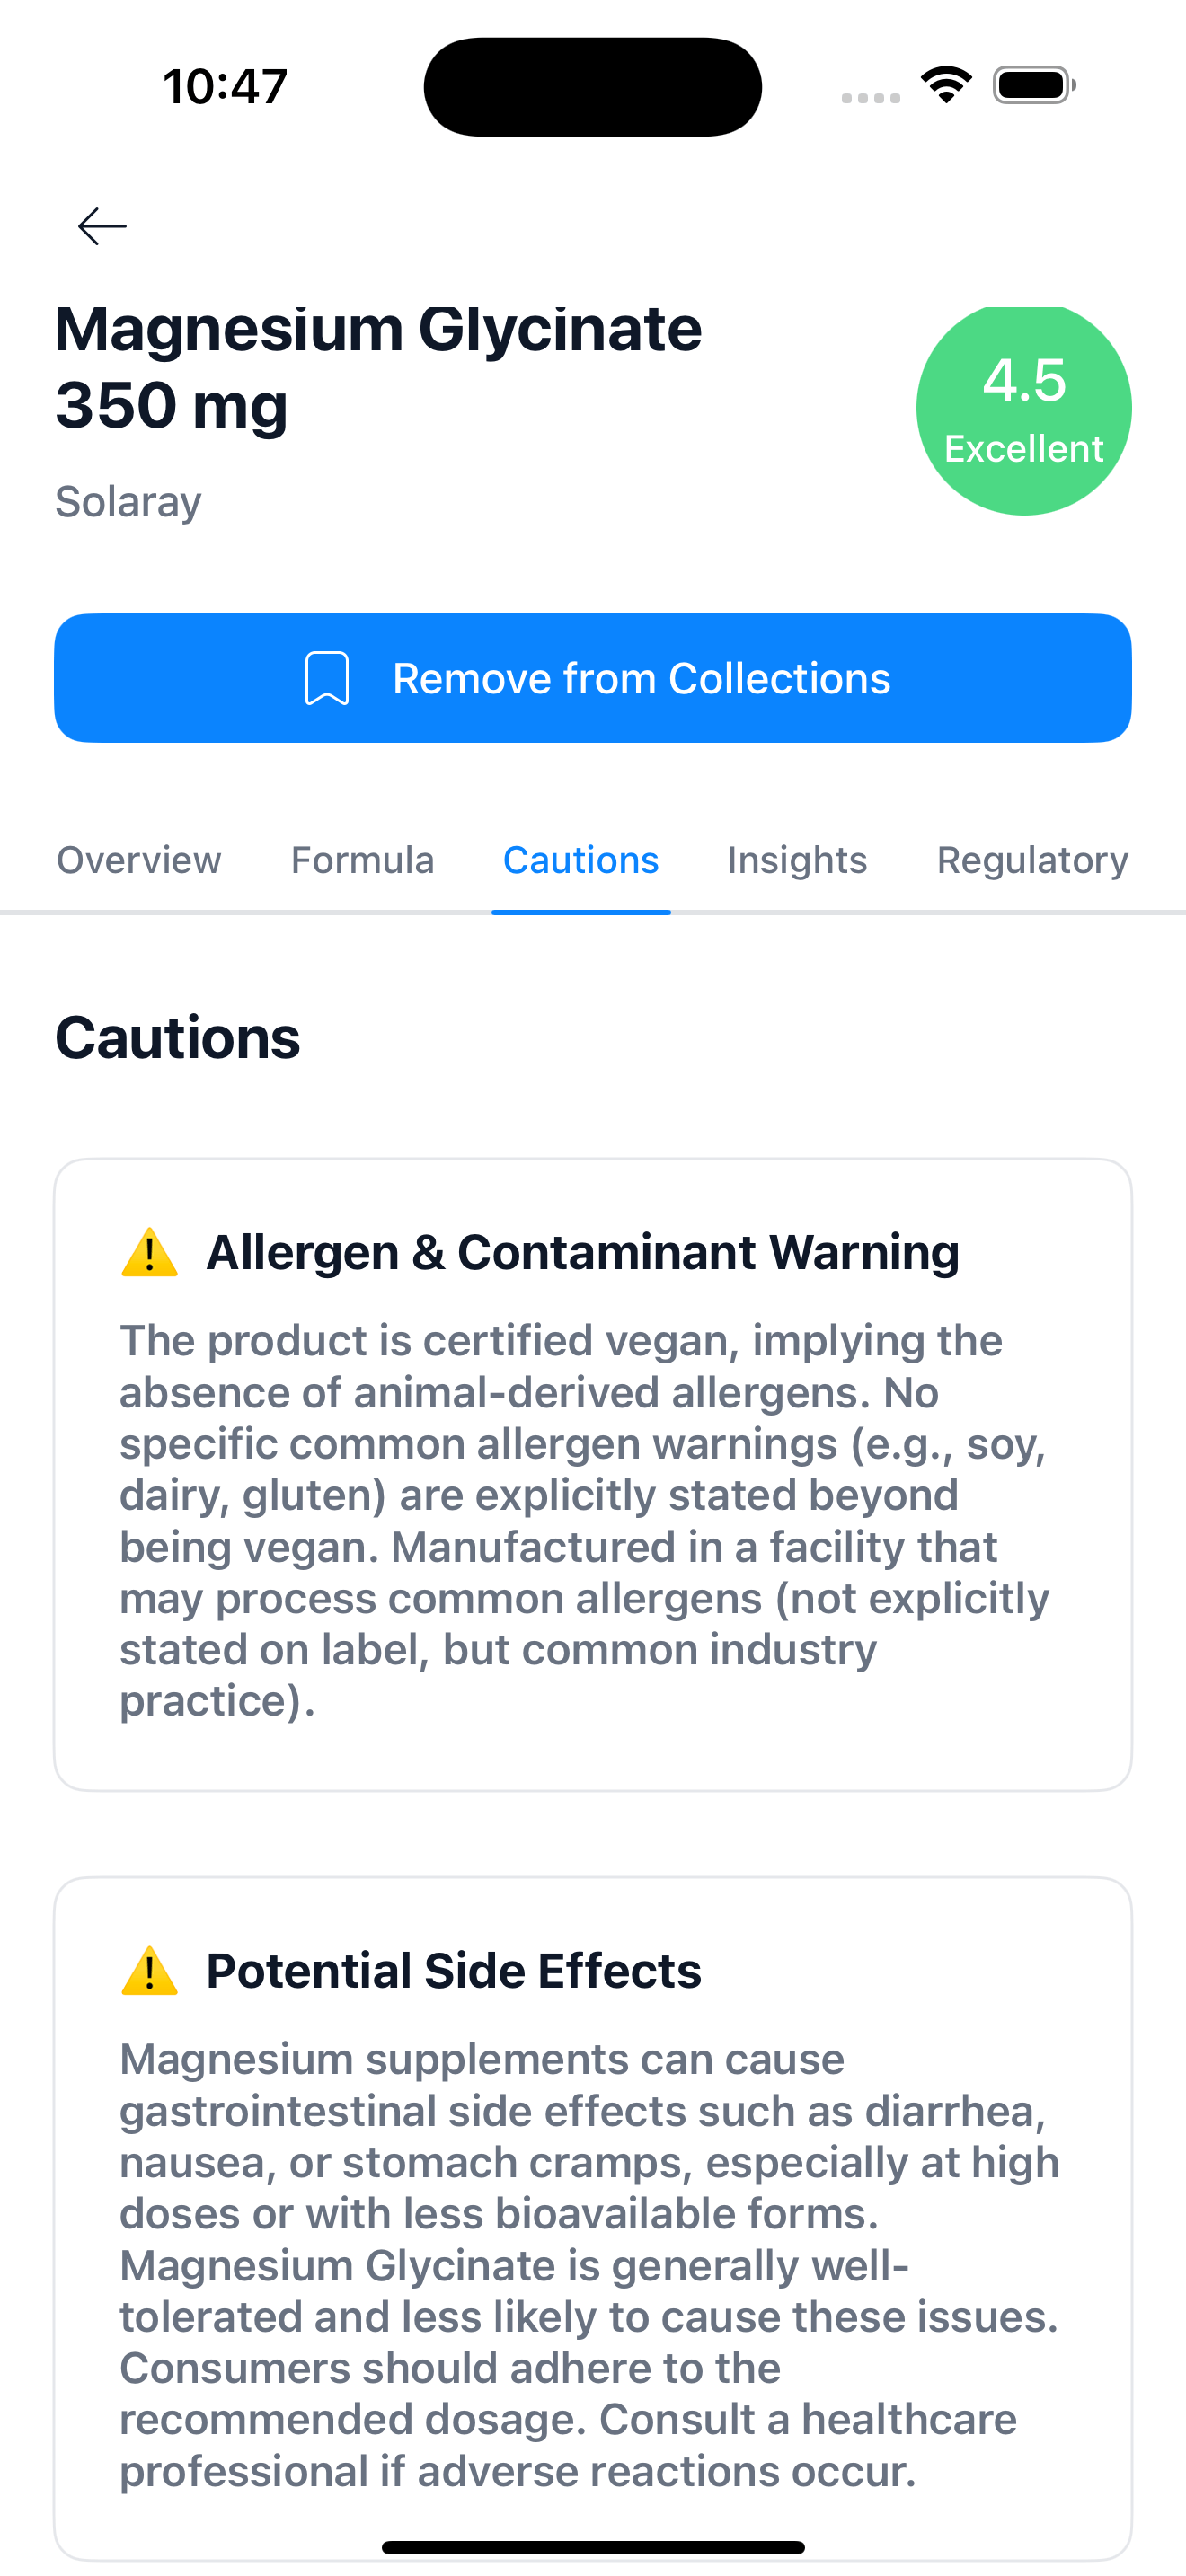 10:47
Magnesium Glycinate
350 mg
4.5
Excellent
Solaray
Remove from Collections
Overview Formula Cautions Insights Regulatory
Cautions
Allergen & Contaminant Warning
The product is certified vegan, implying the
absence of animal-derived allergens. No
specific common allergen warnings (e.g., soy,
dairy, gluten) are explicitly stated beyond
being vegan. Manufactured in a facility that
may process common allergens (not explicitly
stated on label, but common industry
practice).
Potential Side Effects
Magnesium supplements can cause
gastrointestinal side effects such as diarrhea,
nausea, or stomach cramps, especially at high
doses or with less bioavailable forms.
Magnesium Glycinate is generally well-
tolerated and less likely to cause these issues.
Consumers should adhere to the
recommended dosage. Consult a healthcare
professional if adverse reactions occur.